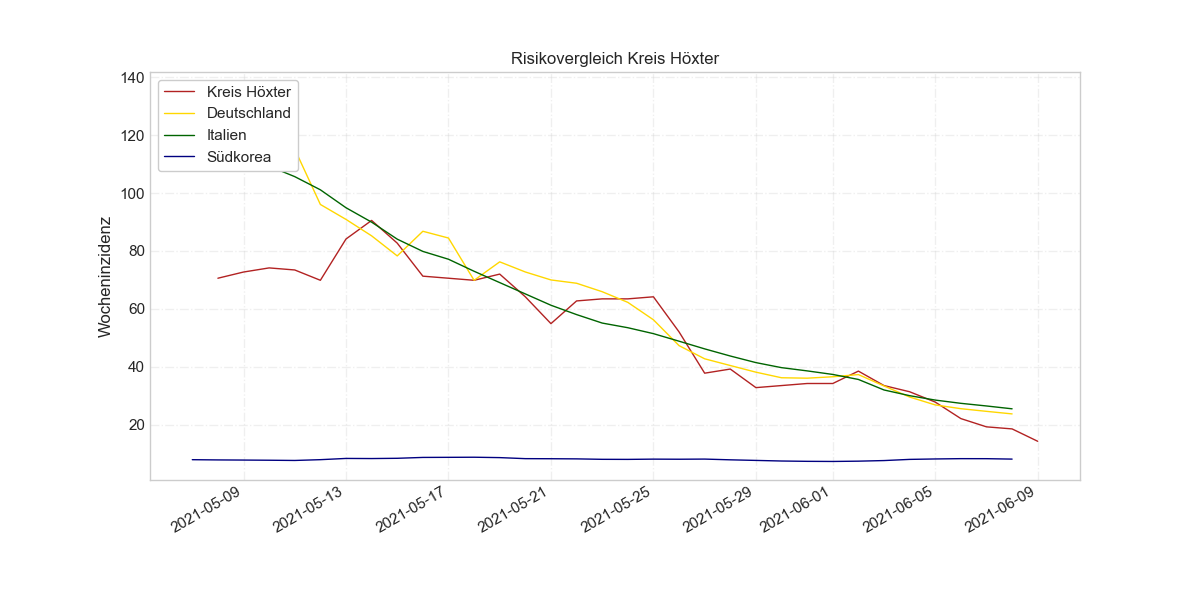 Risikovergleich Kreis Höxter
140
120
100
80
60
40
20
Wocheninzidenz
Kreis Höxter
Deutschland
Italien
Südkorea
2021-05-09
2021-05-13
2021-05-17
2021-05-21
2021-05-25
2021-05-29
2021-06-01
2021-06-05
2021-06-09